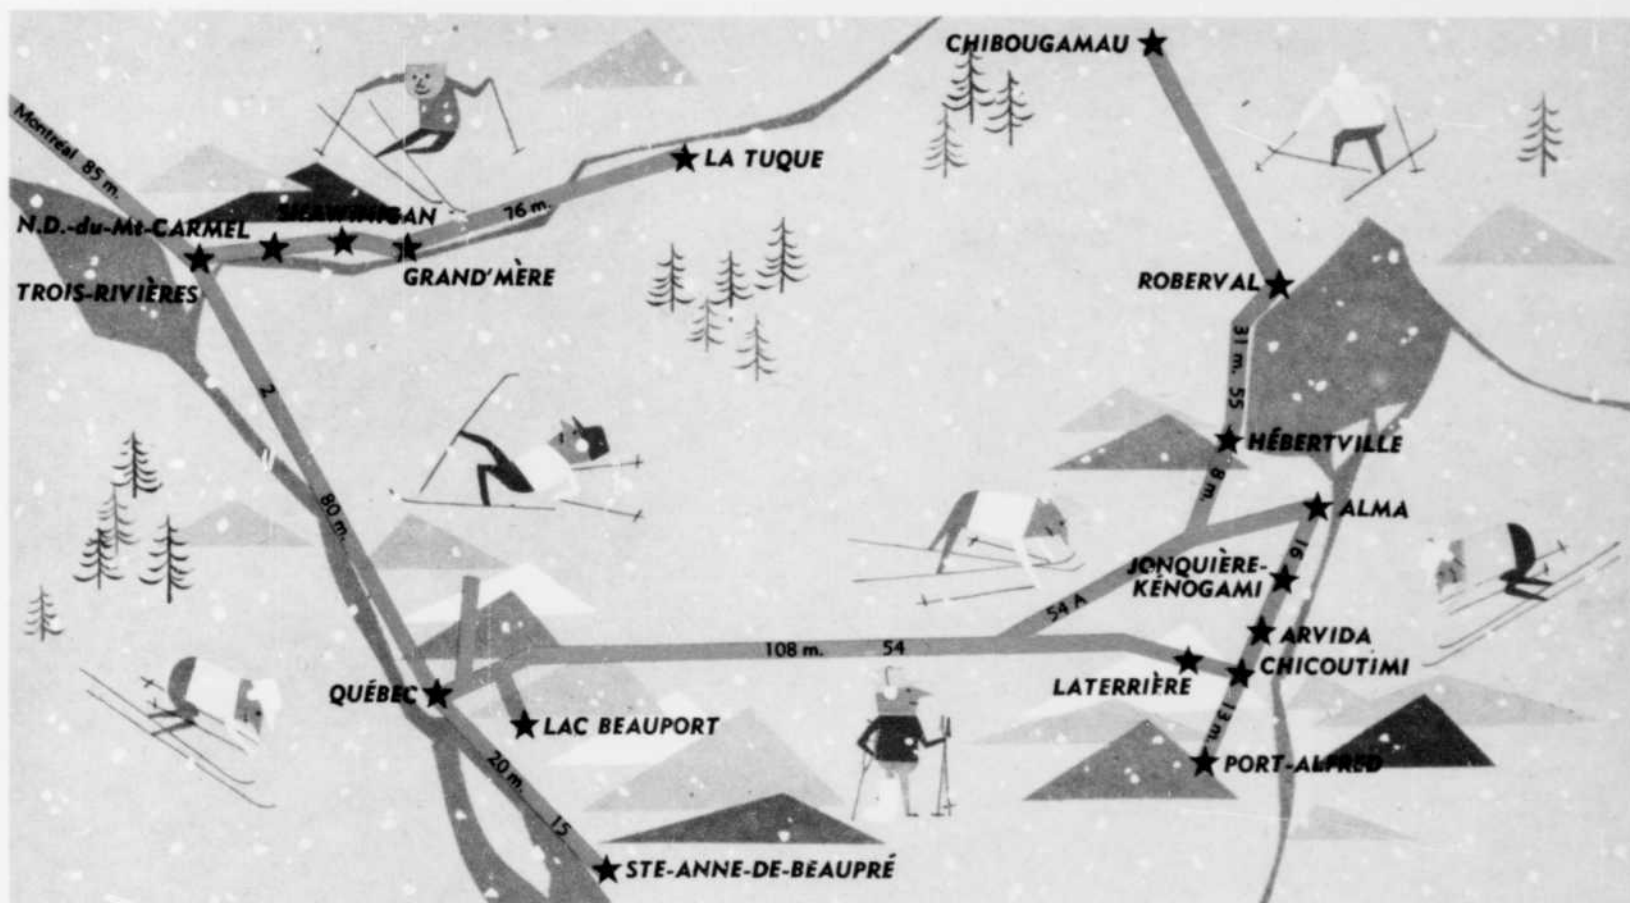 CHIBOUGAMAU
Montréal 85 m.
LA TUQUE
SHAWINIGAN
N.D.-du-Mt-CARMEL
76 m.
GRAND'MÈRE
TROIS-RIVIÈRES
ROBERVAL
31 m. 55
2
HÉBERTVILLE
8 m.
80 m.
ALMA
16
JONQUIÈRE-
KÉNOGAMI
54 A
ARVIDA
108 m. 54
CHICOUTIMI
LATERRIÈRE
QUÉBEC
13 m.
LAC BEAUPORT
PORT-ALFRED
20 m.
15
STE-ANNE-DE-BEAUPRÉ